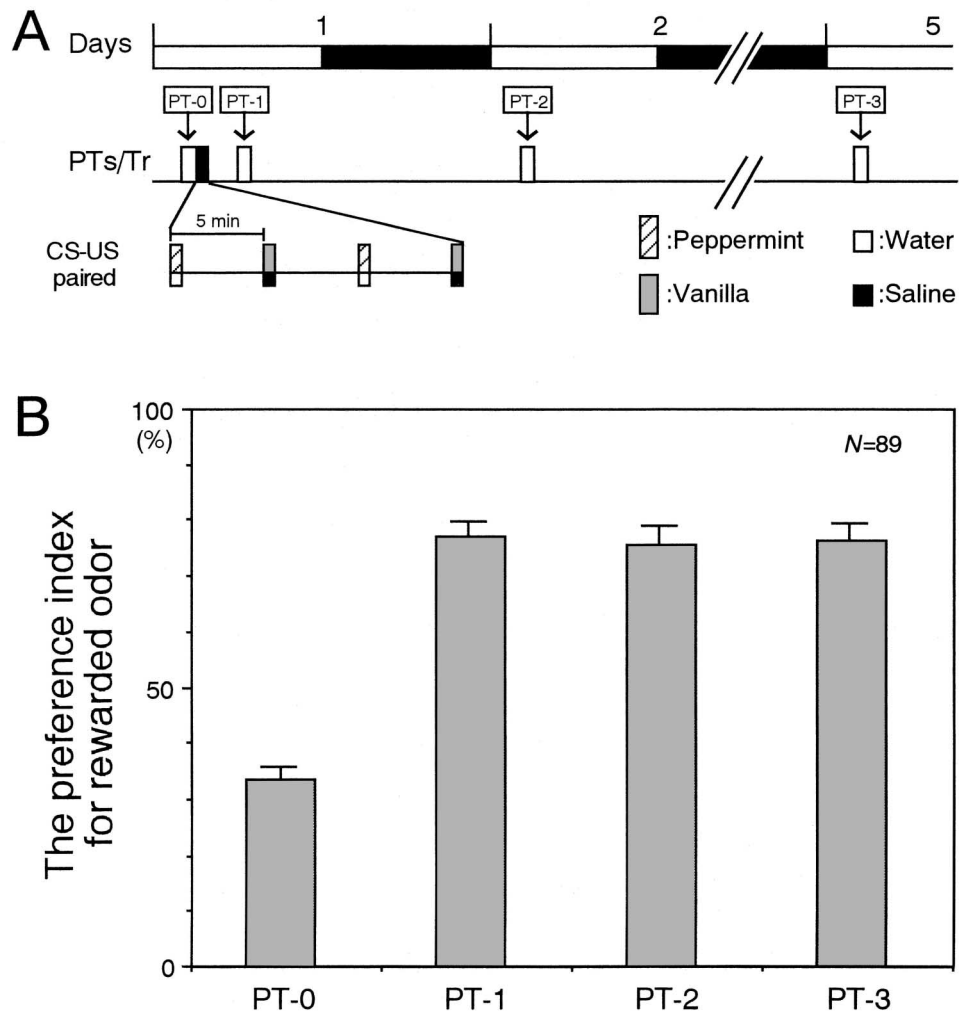 A
Days
1
2
5
PT-0
PT-1
PT-2
PT-3
PTs/Tr
5 min
CS-US
paired
:Peppermint
:Water
:Vanilla
:Saline
B
100
(%)
N=89
50
0
The preference index
for rewarded odor
PT-0
PT-1
PT-2
PT-3